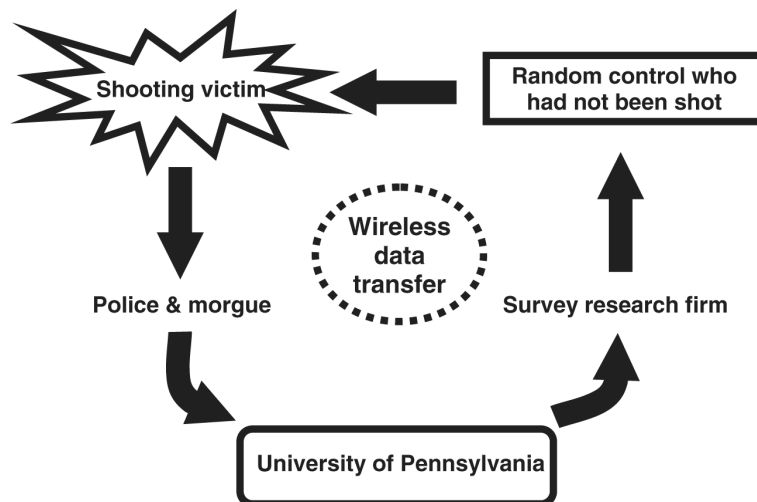 Shooting victim
Random control who
had not been shot
Wireless
data
transfer
Police & morgue
Survey research firm
University of Pennsylvania